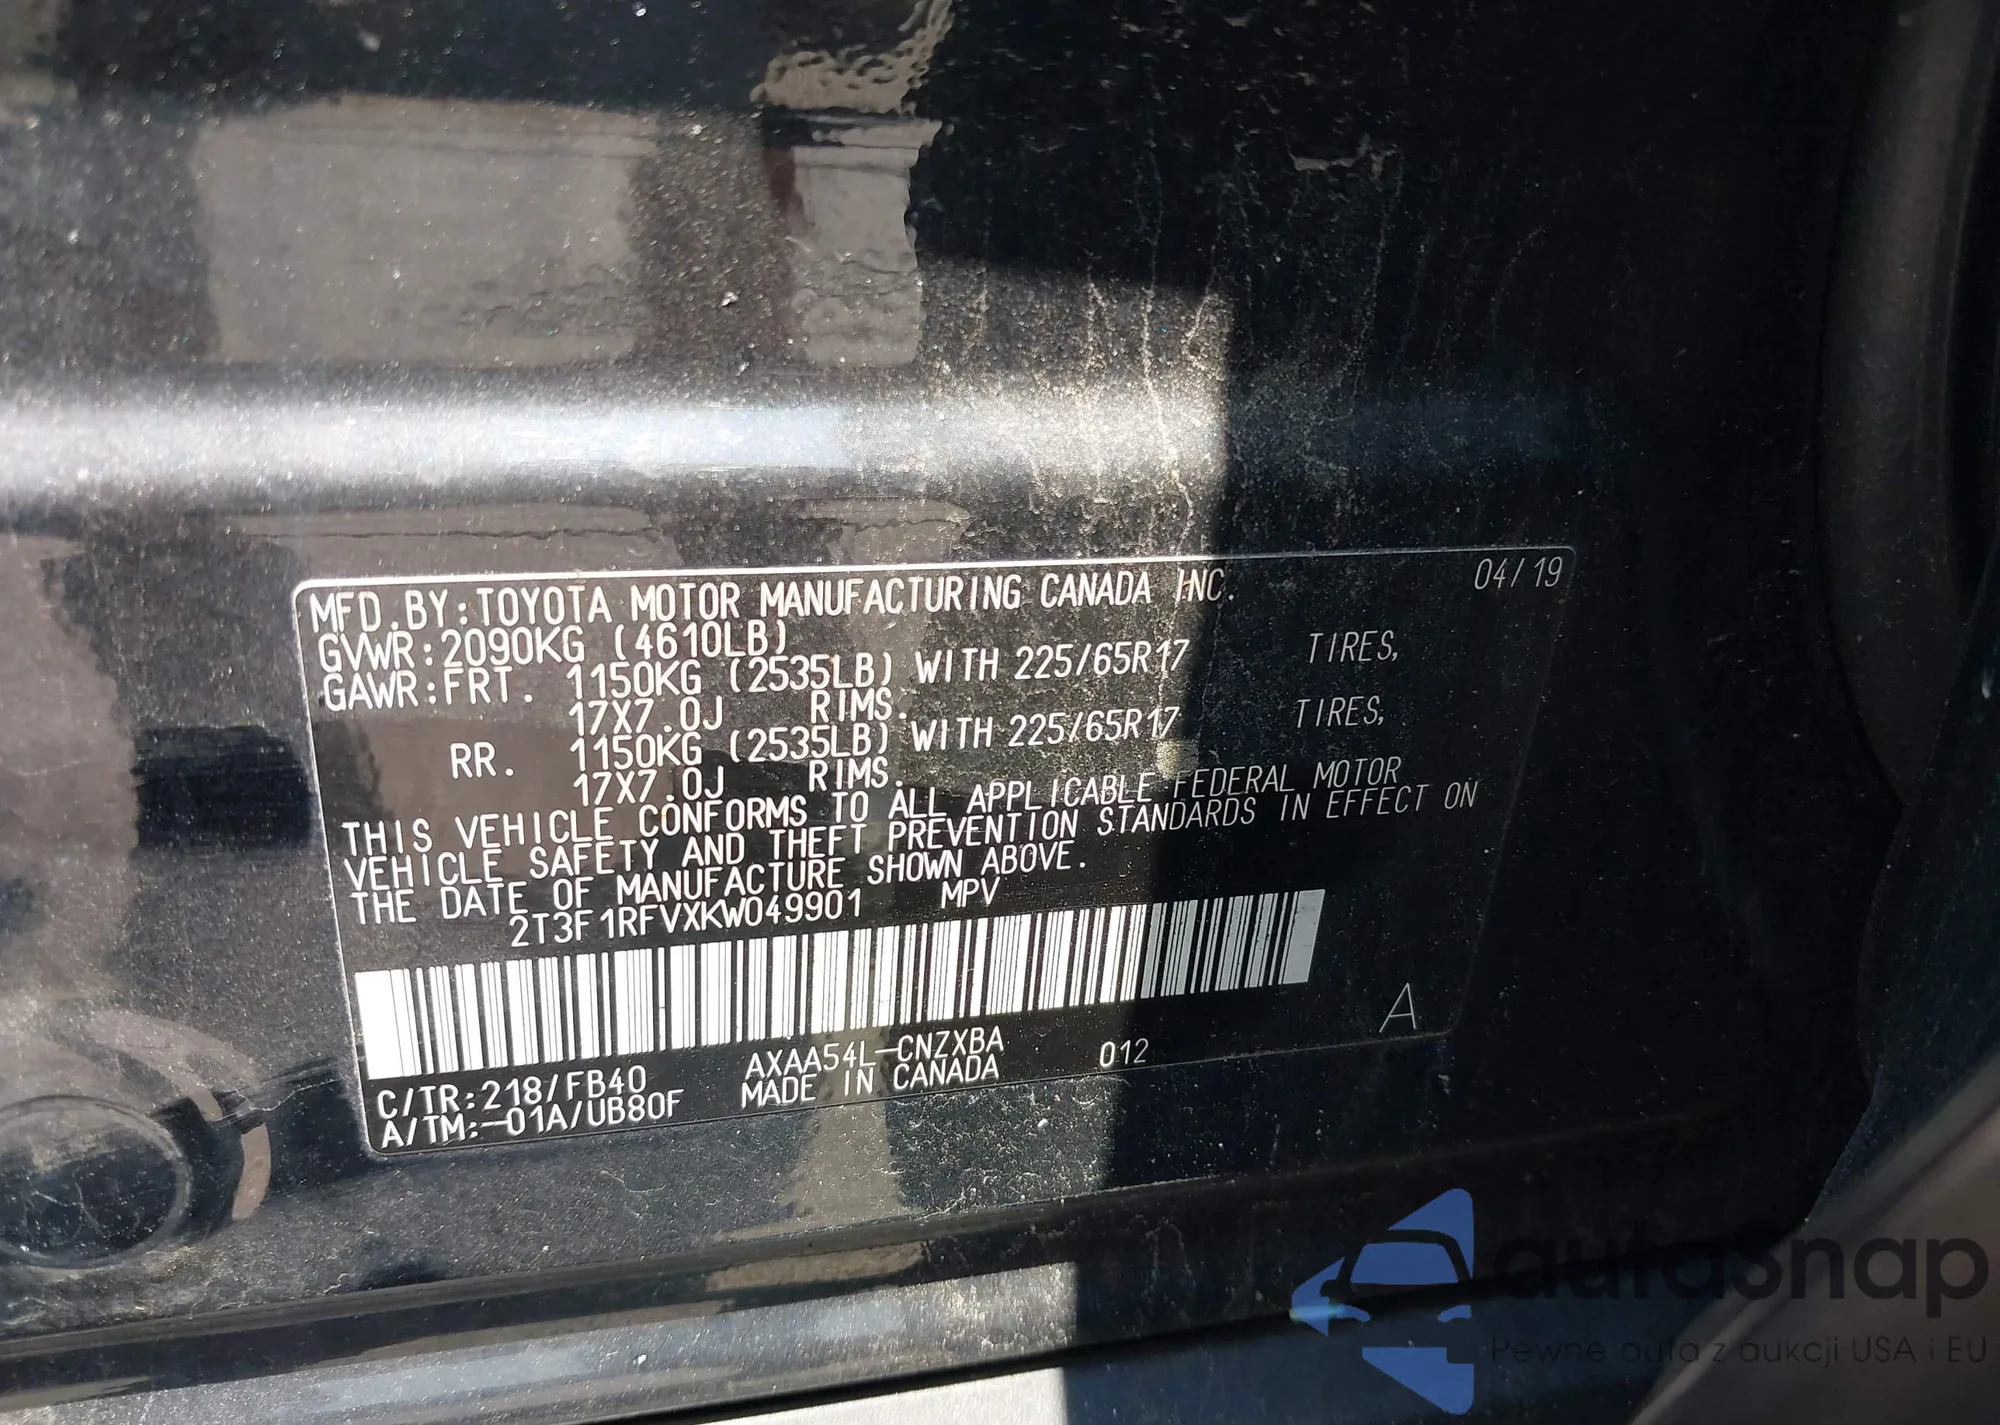 MFD.BY:TOYOTA MOTOR MANUFACTURING CANADA INC. 04/19
GVWR:2090KG (4610LB)
GAWR:FRT. 1150KG (2535LB) WITH 225/65R17 TIRES,
17X7.0J RIMS.
RR. 1150KG (2535LB) WITH 225/65R17 TIRES,
17X7.0J RIMS.
THIS VEHICLE CONFORMS TO ALL APPLICABLE FEDERAL MOTOR
VEHICLE SAFETY AND THEFT PREVENTION STANDARDS IN EFFECT ON
THE DATE OF MANUFACTURE SHOWN ABOVE.
2T3F1RFVXKW049901 MPV
A
C/TR:218/FB40 AXAA54L-CNZXBA 012
A/TM:-01A/UB80F MADE IN CANADA
autaSnap
Pewne auta z aukcji USA i EU